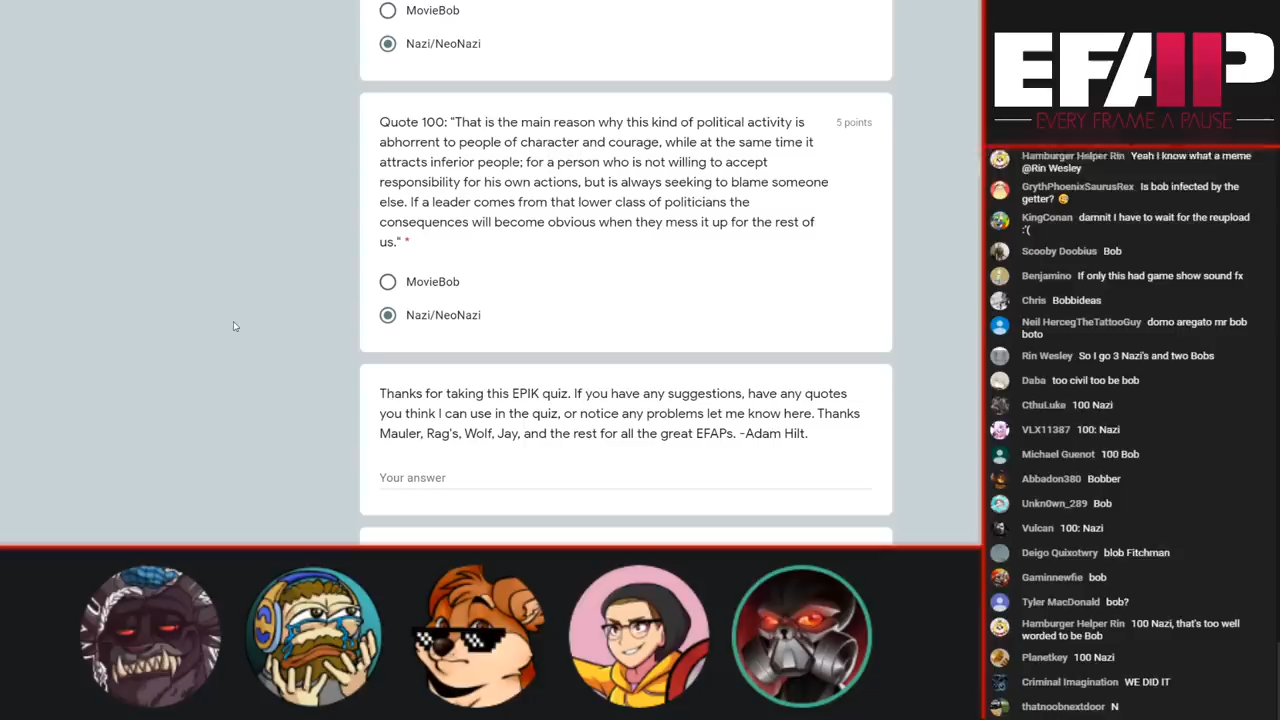 MovieBob
Nazi/NeoNazi
Quote 100: "That is the main reason why this kind of political activity is
abhorrent to people of character and courage, while at the same time it
attracts inferior people; for a person who is not willing to accept
responsibility for his own actions, but is always seeking to blame someone
else. If a leader comes from that lower class of politicians the
consequences will become obvious when they mess it up for the rest of
us." *
5 points
MovieBob
Nazi/NeoNazi
Thanks for taking this EPIK quiz. If you have any suggestions, have any quotes
you think I can use in the quiz, or notice any problems let me know here. Thanks
Mauler, Rag's, Wolf, Jay, and the rest for all the great EFAPs. -Adam Hilt.
Your answer
EFAP
EVERY FRAME A PAUSE
Hamburger Helper Rin Yeah I know what a meme
@Rin Wesley
GrythPhoenixSaurusRex Is bob infected by the
getter?
KingConan damnit I have to wait for the reupload
:'(
Scooby Doobius Bob
Benjamino If only this had game show sound fx
Chris Bobbideas
Neil HercegTheTattooGuy domo aregato mr bob
boto
Rin Wesley So I go 3 Nazi's and two Bobs
Daba too civil too be bob
CthuLuke 100 Nazi
VLX11387 100: Nazi
Michael Guenot 100 Bob
Abbadon380 Bobber
Unkn0wn_289 Bob
Vulcan 100: Nazi
Deigo Quixotwry blob Fitchman
Gaminnewfie bob
Tyler MacDonald bob?
Hamburger Helper Rin 100 Nazi, that's too well
worded to be Bob
Planetkey 100 Nazi
Criminal Imagination WE DID IT
thatnoobnextdoor N